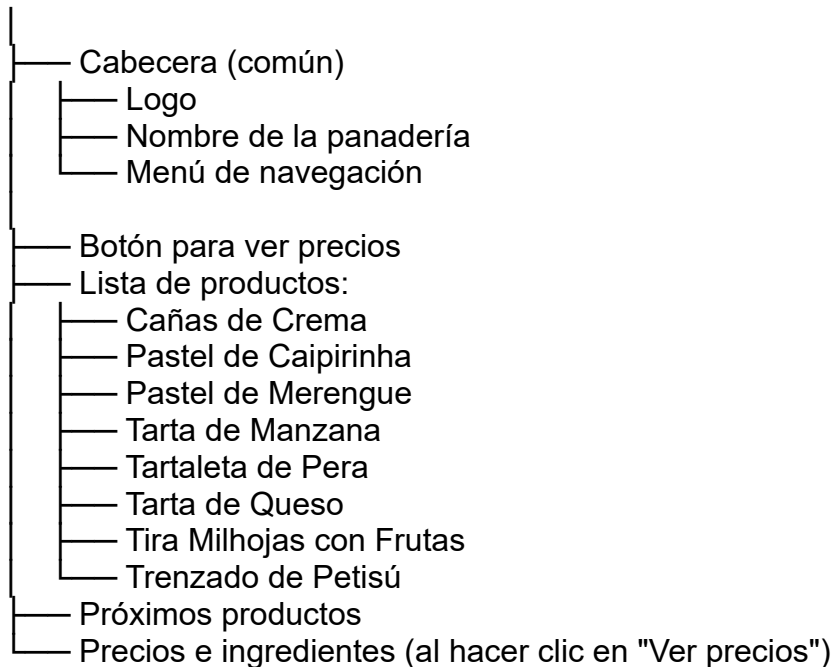 Cabecera (común)
Logo
Nombre de la panadería
Menú de navegación
Botón para ver precios
Lista de productos:
Cañas de Crema
Pastel de Caipirinha
Pastel de Merengue
Tarta de Manzana
Tartaleta de Pera
Tarta de Queso
Tira Milhojas con Frutas
Trenzado de Petisú
Próximos productos
Precios e ingredientes (al hacer clic en "Ver precios")